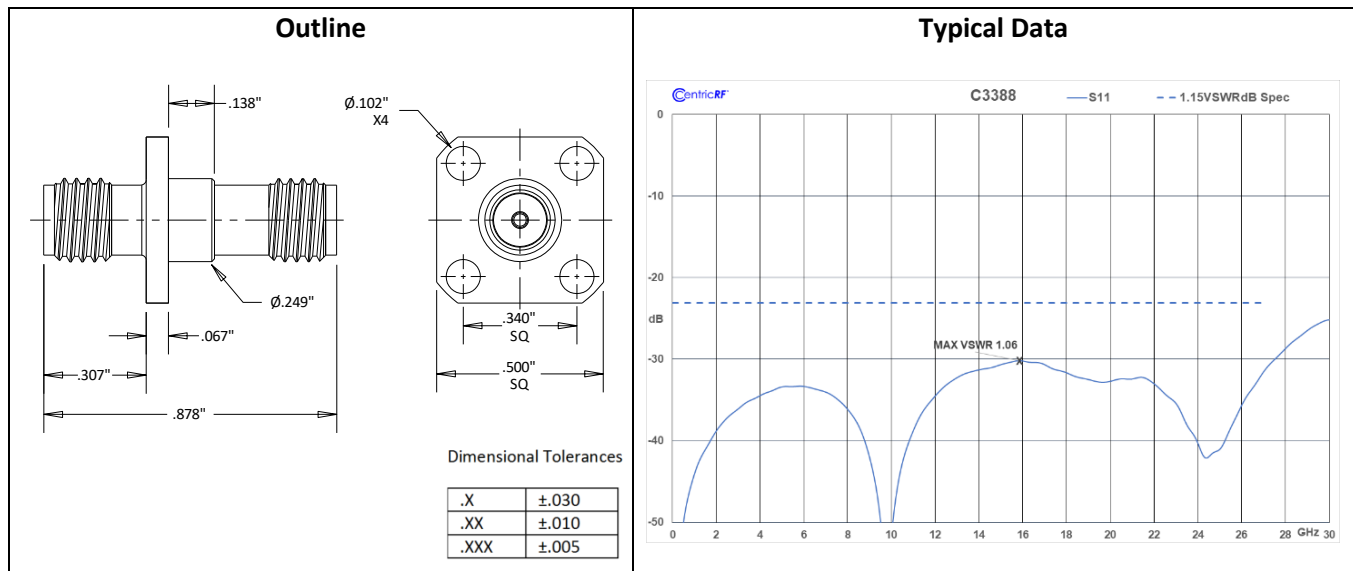 Outline
.138"
Ø.102"
X4
Ø.249"
.067"
.307"
.878"
.340"
SQ
.500"
SQ
Dimensional Tolerances
.X ±.030
.XX ±.010
.XXX ±.005
Typical Data
CentricRF™
C3388
S11
1.15VSWRdB Spec
0
-10
-20
dB
MAX VSWR 1.06
-30
-40
-50
0 2 4 6 8 10 12 14 16 18 20 22 24 26 28 GHz 30